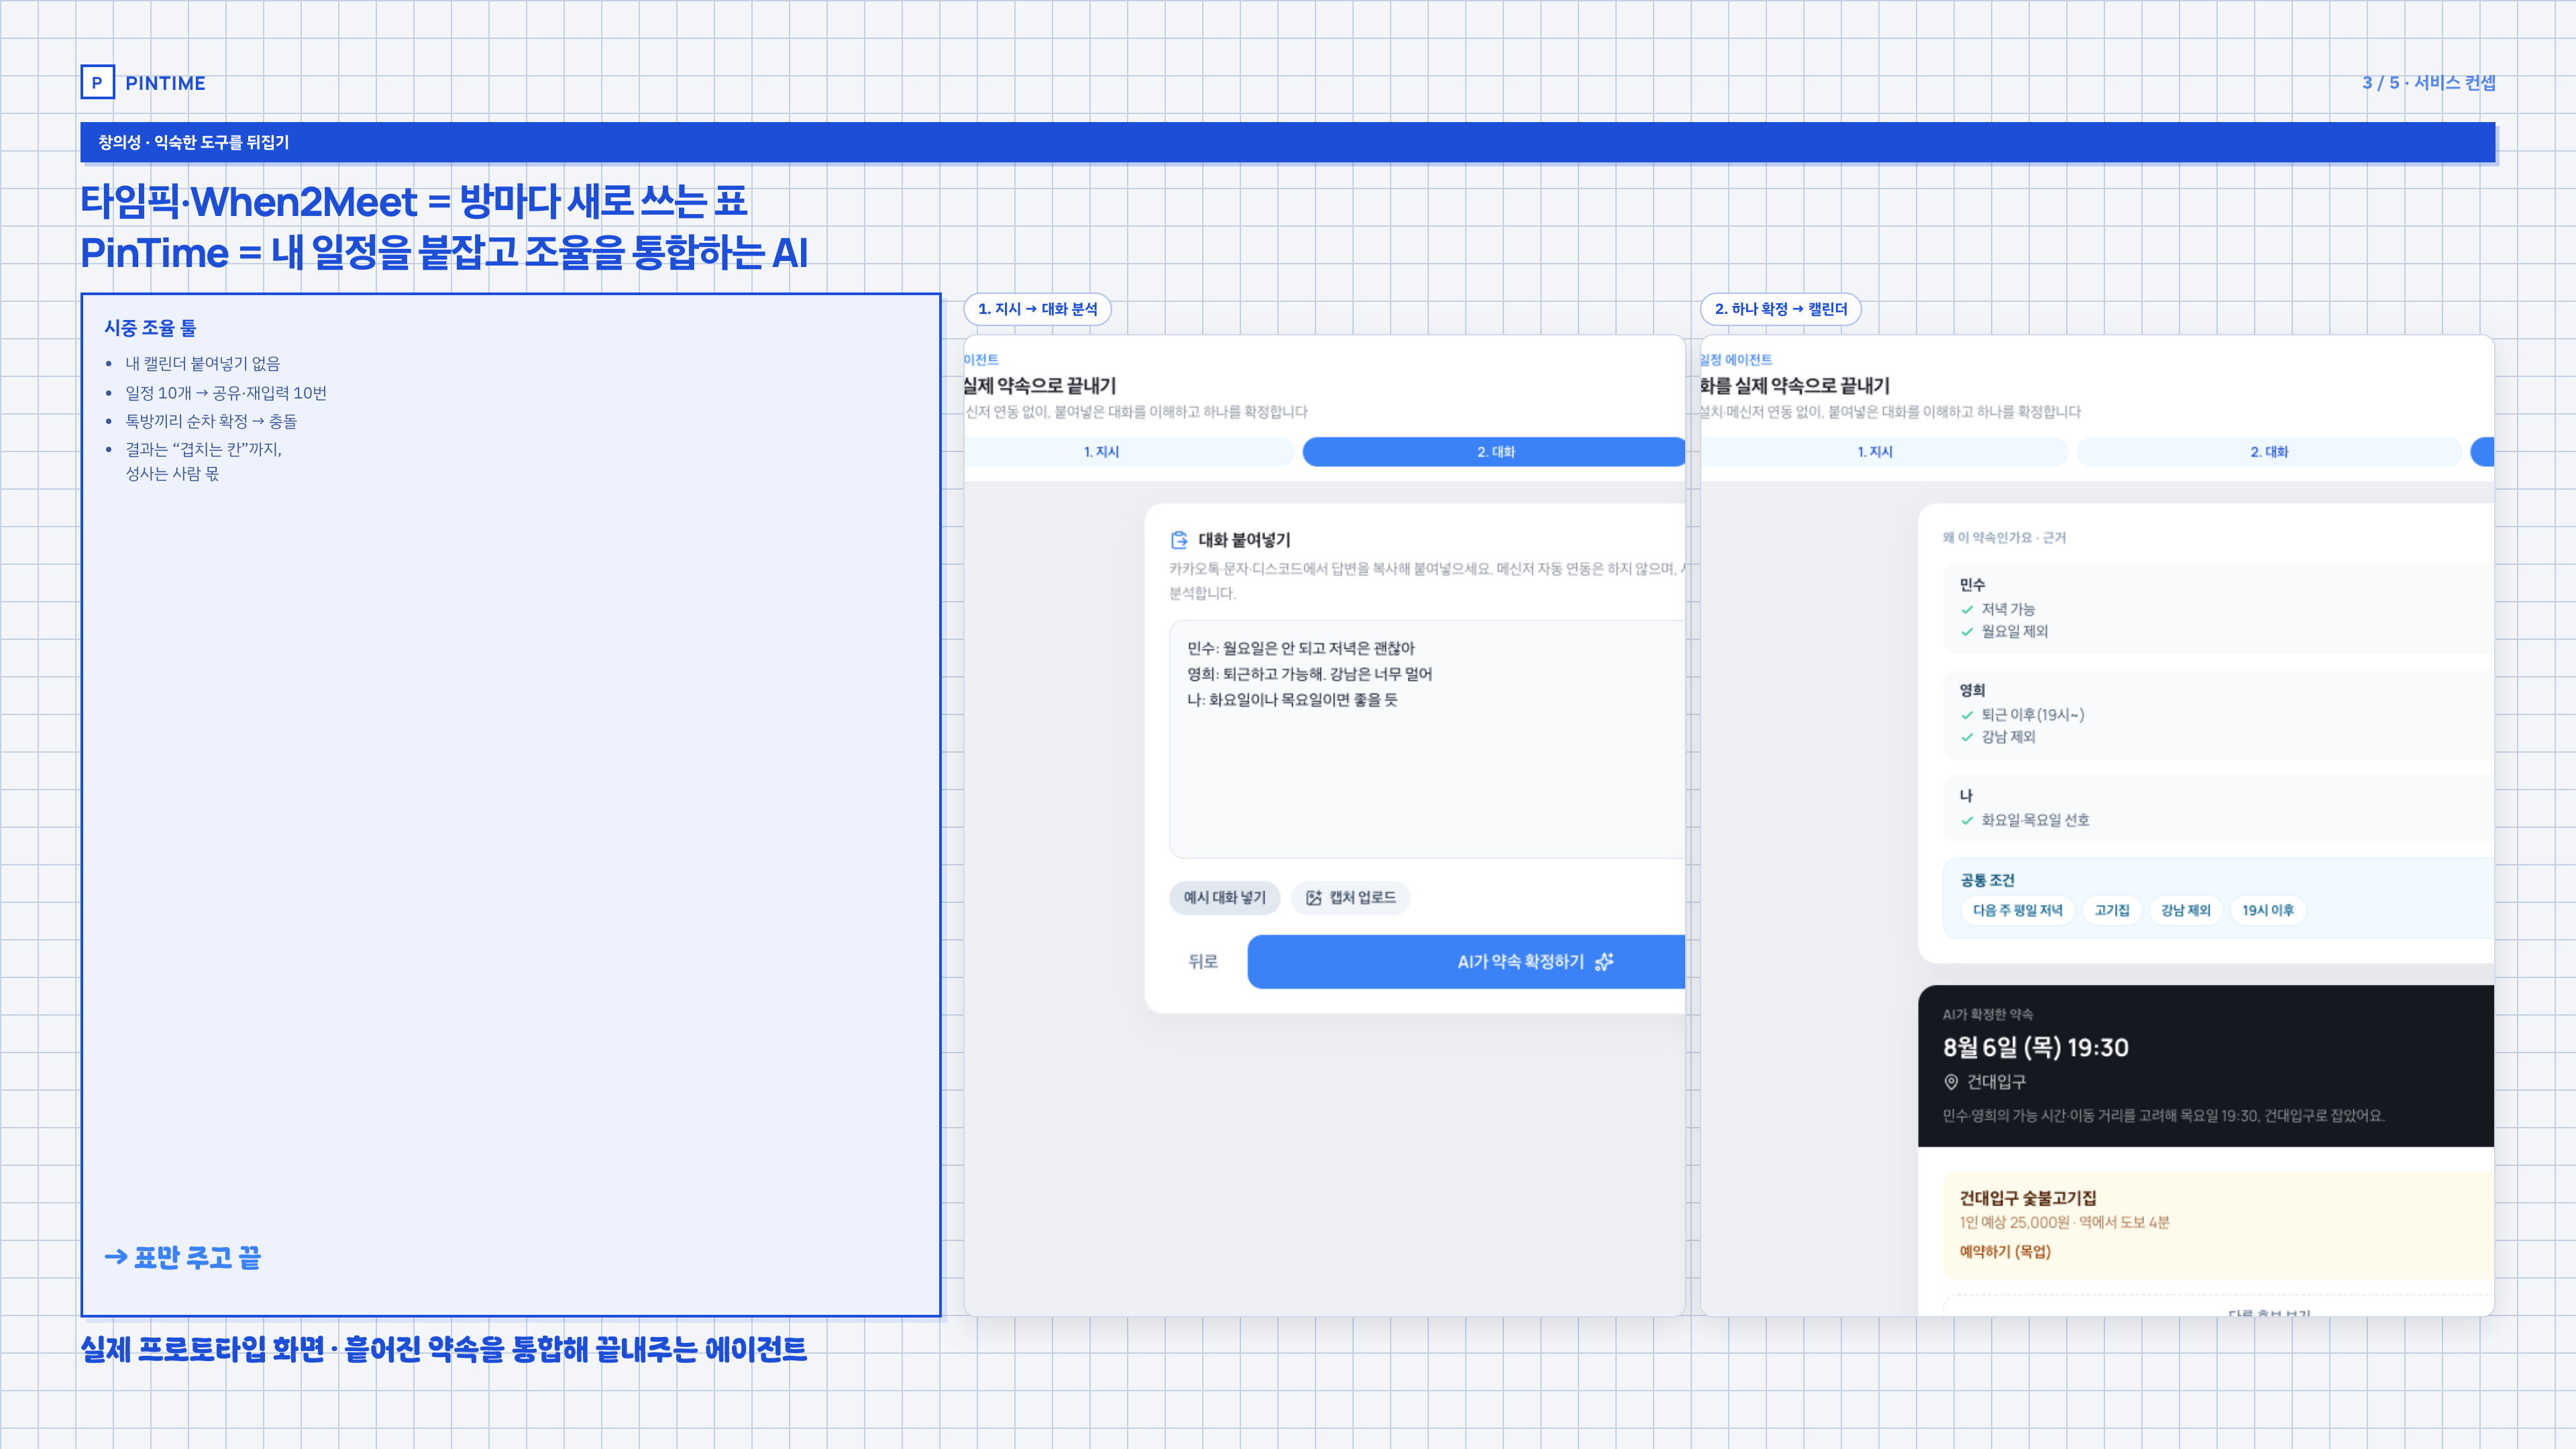 P PINTIME
3 / 5 · 서비스 컨셉
창의성 · 익숙한 도구를 뒤집기
타임픽·When2Meet = 방마다 새로 쓰는 표
PinTime = 내 일정을 붙잡고 조율을 통합하는 AI
시중 조율 툴
• 내 캘린더 붙여넣기 없음
• 일정 10개 → 공유·재입력 10번
• 톡방끼리 순차 확정 → 충돌
• 결과는 “겹치는 칸”까지,
성사는 사람 몫
→ 표만 주고 끝
1. 지시 → 대화 분석
이전트
실제 약속으로 끝내기
신저 연동 없이, 붙여넣은 대화를 이해하고 하나를 확정합니다
1. 지시
2. 대화
대화 붙여넣기
카카오톡·문자·디스코드에서 답변을 복사해 붙여넣으세요. 메신저 자동 연동은 하지 않으며,
분석합니다.
민수: 월요일은 안 되고 저녁은 괜찮아
영희: 퇴근하고 가능해. 강남은 너무 멀어
나: 화요일이나 목요일이면 좋을 듯
예시 대화 넣기
캡처 업로드
뒤로
AI가 약속 확정하기
2. 하나 확정 → 캘린더
일정 에이전트
화를 실제 약속으로 끝내기
설치·메신저 연동 없이, 붙여넣은 대화를 이해하고 하나를 확정합니다
1. 지시
2. 대화
왜 이 약속인가요 · 근거
민수
저녁 가능
월요일 제외
영희
퇴근 이후(19시~)
강남 제외
나
화요일·목요일 선호
공통 조건
다음 주 평일 저녁
고기집
강남 제외
19시 이후
AI가 확정한 약속
8월 6일 (목) 19:30
건대입구
민수·영희의 가능 시간·이동 거리를 고려해 목요일 19:30, 건대입구로 잡았어요.
건대입구 숯불고기집
1인 예상 25,000원 · 역에서 도보 4분
예약하기 (목업)
실제 프로토타입 화면 · 흩어진 약속을 통합해 끝내주는 에이전트